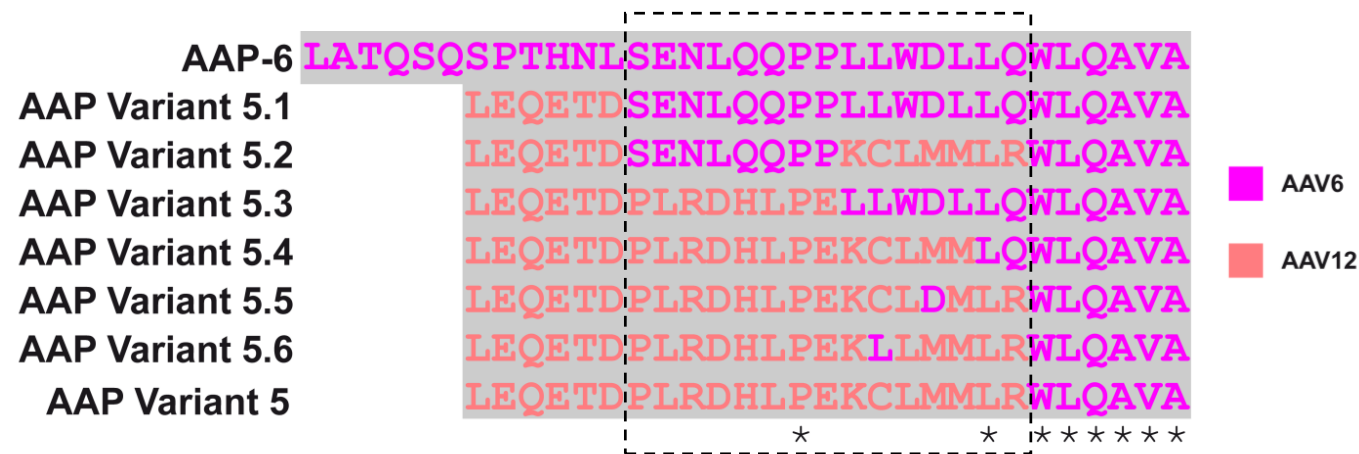 AAP-6 LATQSQSPTHNLSENLQQPPLLWDLLQWLQAVA
AAP Variant 5.1 LEQETDSENLQQPPLLWDLLQWLQAVA
AAP Variant 5.2 LEQETDSENLQQPPKCLMMLRWLQAVA
AAP Variant 5.3 LEQETDPLRDHLPELLWDLLQWLQAVA
AAP Variant 5.4 LEQETDPLRDHLPEKCLMMLQWLQAVA
AAP Variant 5.5 LEQETDPLRDHLPEKCLDMLRWLQAVA
AAP Variant 5.6 LEQETDPLRDHLPEKLLMMLRWLQAVA
AAP Variant 5 LEQETDPLRDHLPEKCLMMLRWLQAVA
* * * * * * * *
AAV6
AAV12